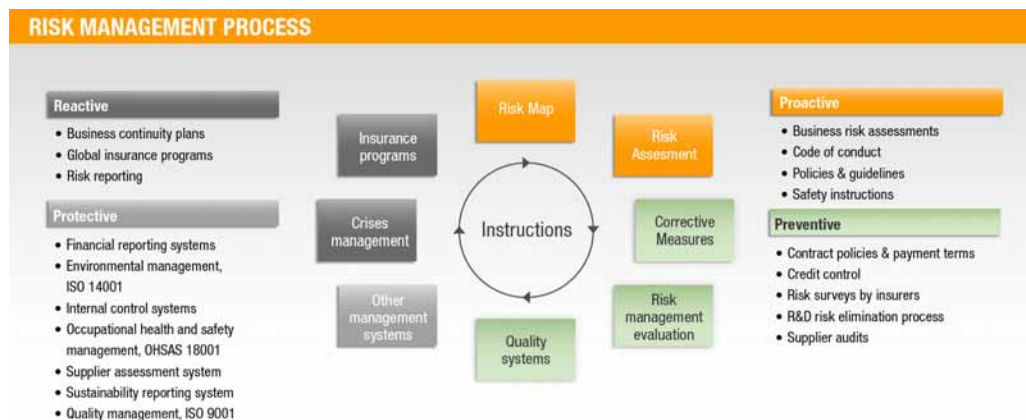 RISK MANAGEMENT PROCESS
Reactive
• Business continuity plans
• Global insurance programs
• Risk reporting
Protective
• Financial reporting systems
• Environmental management,
ISO 14001
• Internal control systems
• Occupational health and safety
management, OHSAS 18001
• Supplier assessment system
• Sustainability reporting system
• Quality management, ISO 9001
Risk Map
Risk
Assesment
Corrective
Measures
Risk
management
evaluation
Quality
systems
Other
management
systems
Crises
management
Insurance
programs
Instructions
Proactive
• Business risk assessments
• Code of conduct
• Policies & guidelines
• Safety instructions
Preventive
• Contract policies & payment terms
• Credit control
• Risk surveys by insurers
• R&D risk elimination process
• Supplier audits